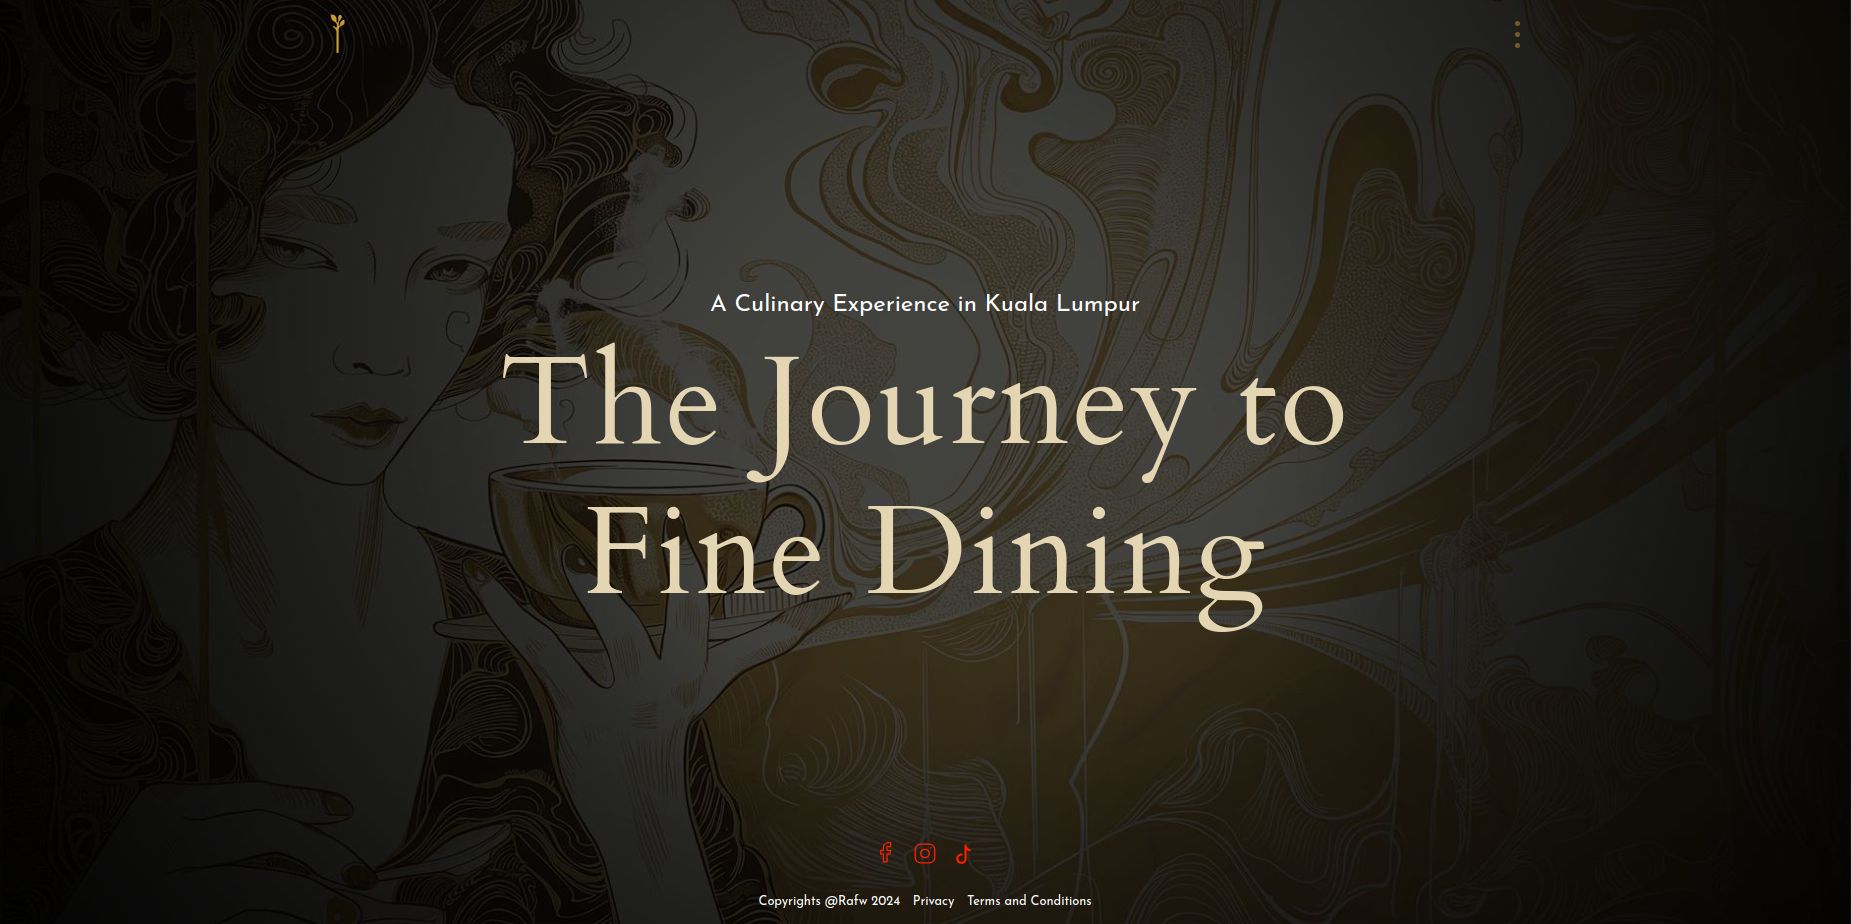 A Culinary Experience in Kuala Lumpur
The Journey to
Fine Dining
Copyrights @Rafw 2024 Privacy Terms and Conditions